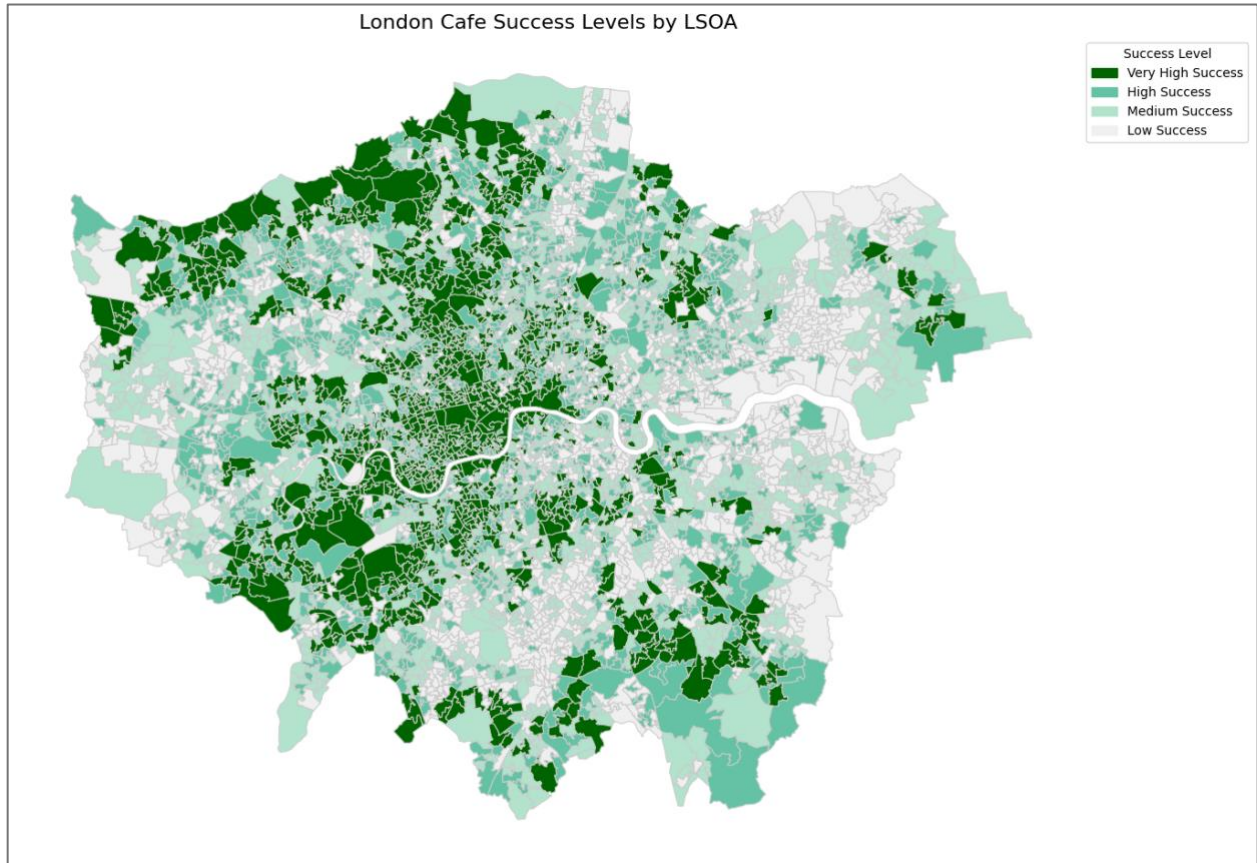 London Cafe Success Levels by LSOA
Success Level
Very High Success
High Success
Medium Success
Low Success